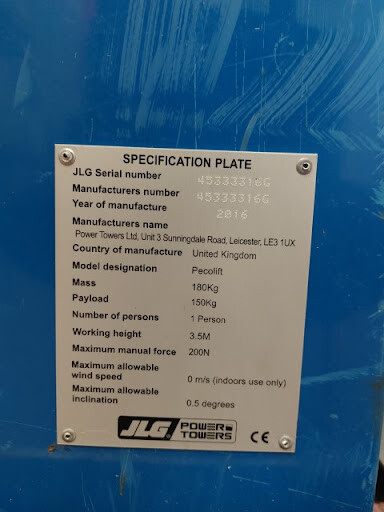 SPECIFICATION PLATE
JLG Serial number 45333316G
Manufacturers number 45333316G
Year of manufacture 2016
Manufacturers name
Power Towers Ltd, Unit 3 Sunningdale Road, Leicester, LE3 1UX
Country of manufacture United Kingdom
Model designation Pecolift
Mass 180Kg
Payload 150Kg
Number of persons 1 Person
Working height 3.5M
Maximum manual force 200N
Maximum allowable
wind speed 0 m/s (indoors use only)
Maximum allowable
inclination 0.5 degrees
JLG POWER TOWERS CE